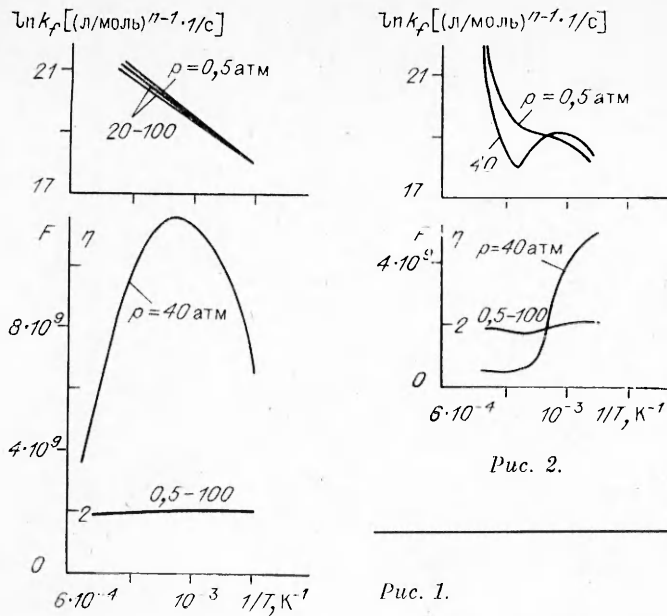 ln k_f [(л/моль)^{n-1}·1/с]
21
p=0,5 атм
20-100
17
F
η
p=40 атм
8·10⁹
4·10⁹
0,5-100
2
0
6·10⁻⁴
10⁻³
1/T, К⁻¹
ln k_f [(л/моль)^{n-1}·1/с]
21
p=0,5 атм
40
17
F
η
p=40 атм
4·10⁹
0,5-100
2
0
6·10⁻⁴
10⁻³
1/T, К⁻¹
Рис. 2.
Рис. 1.